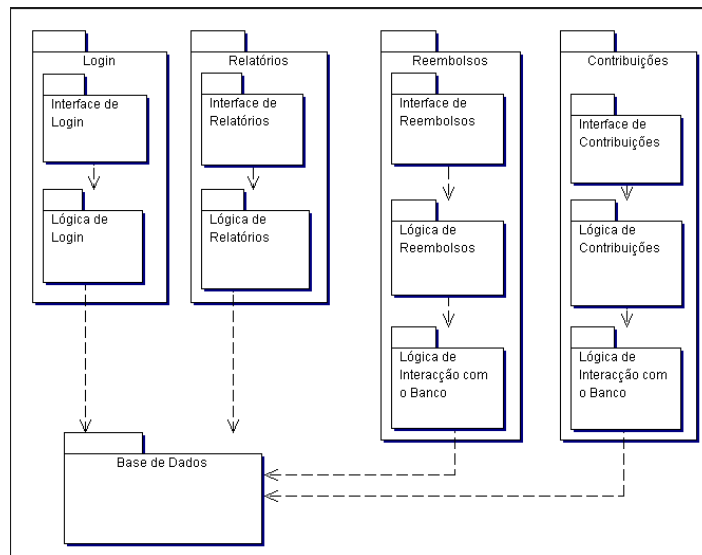 Login
Interface de
Login
Lógica de
Login
Relatórios
Interface de
Relatórios
Lógica de
Relatórios
Reembolsos
Interface de
Reembolsos
Lógica de
Reembolsos
Lógica de
Interacção com
o Banco
Contribuições
Interface de
Contribuições
Lógica de
Contribuições
Lógica de
Interacção com
o Banco
Base de Dados